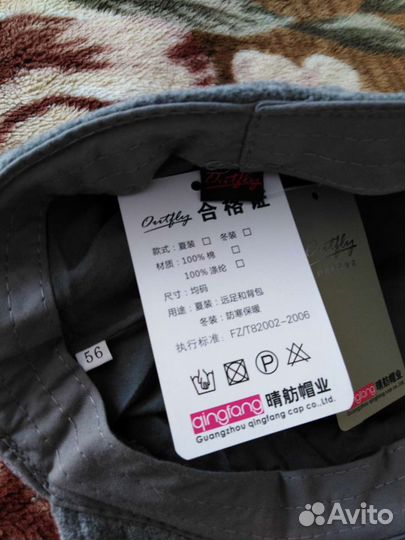 Outfly
合格证
款式：夏装 □ 冬装 □
材质：100% 棉 □
100% 涤纶 □
尺寸：均码
用途：夏装：远足和背包
冬装：防寒保暖
执行标准：FZ/T82002-2006
P
qingfang 晴舫帽业
Guangzhou qingfang cap co.,Ltd.
56
Outfly
Outfly
Avito